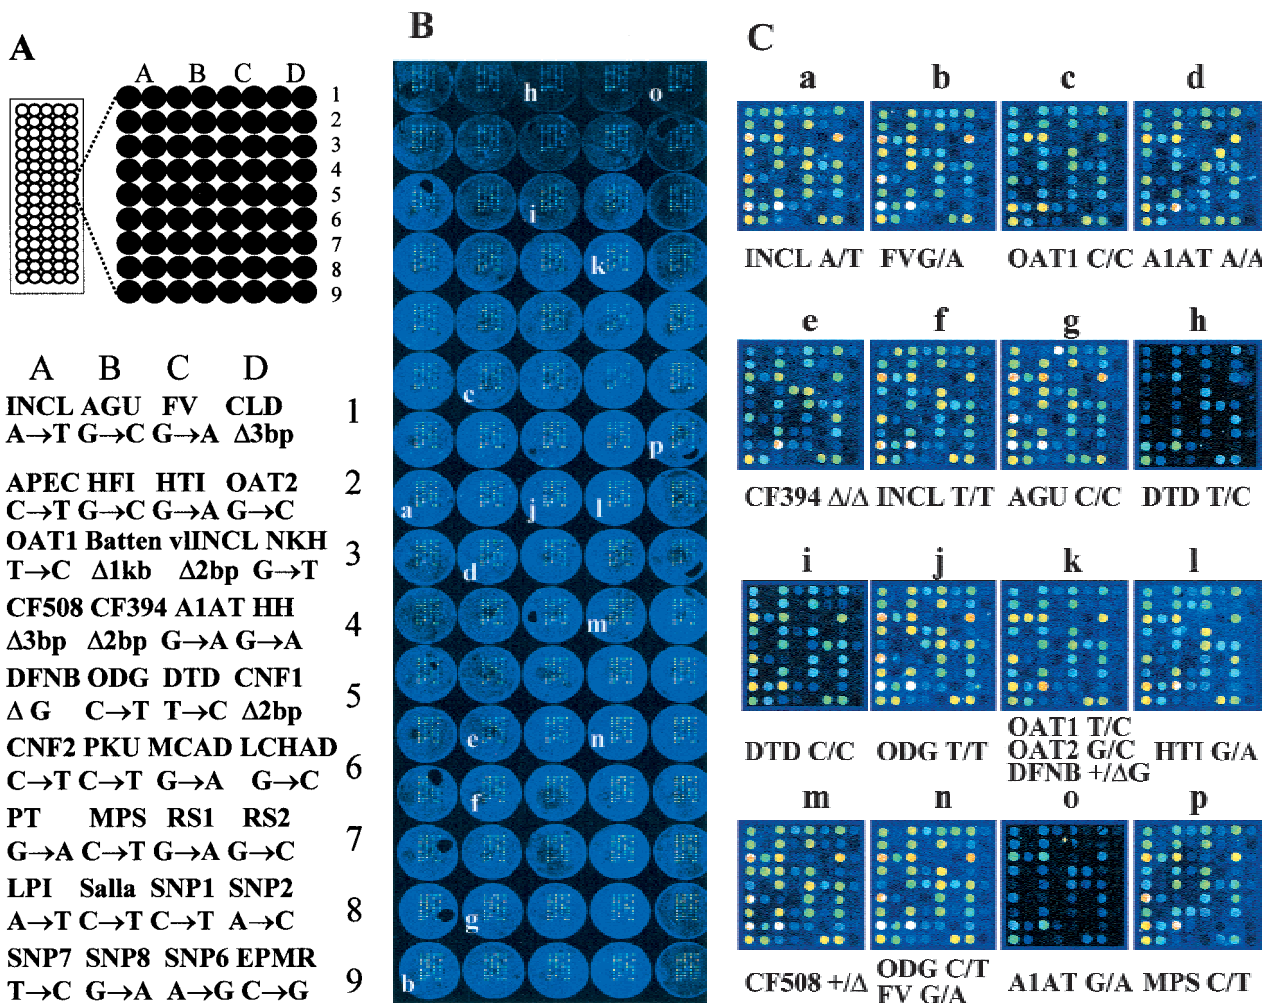 A
A B C D
1
2
3
4
5
6
7
8
9
A B C D
INCL AGU FV CLD
A→T G→C G→A Δ3bp
1
APEC HFI HTI OAT2
C→T G→C G→A G→C
2
OAT1 Batten vlINCL NKH
T→C Δ1kb Δ2bp G→T
3
CF508 CF394 A1AT HH
Δ3bp Δ2bp G→A G→A
4
DFNB ODG DTD CNF1
Δ G C→T T→C Δ2bp
5
CNF2 PKU MCAD LCHAD
C→T C→T G→A G→C
6
PT MPS RS1 RS2
G→A C→T G→A G→C
7
LPI Salla SNP1 SNP2
A→T C→T C→T A→C
8
SNP7 SNP8 SNP6 EPMR
T→C G→A A→G C→G
9
B
h o
i
k
c
p
a j l
d
m
e n
f
g
b
C
a b c d
INCL A/T FVG/A OAT1 C/C A1AT A/A
e f g h
CF394 Δ/Δ INCL T/T AGU C/C DTD T/C
i j k l
DTD C/C ODG T/T OAT1 T/C HTI G/A
OAT2 G/C
DFNB +/ΔG
m n o p
CF508 +/Δ ODG C/T A1AT G/A MPS C/T
FV G/A